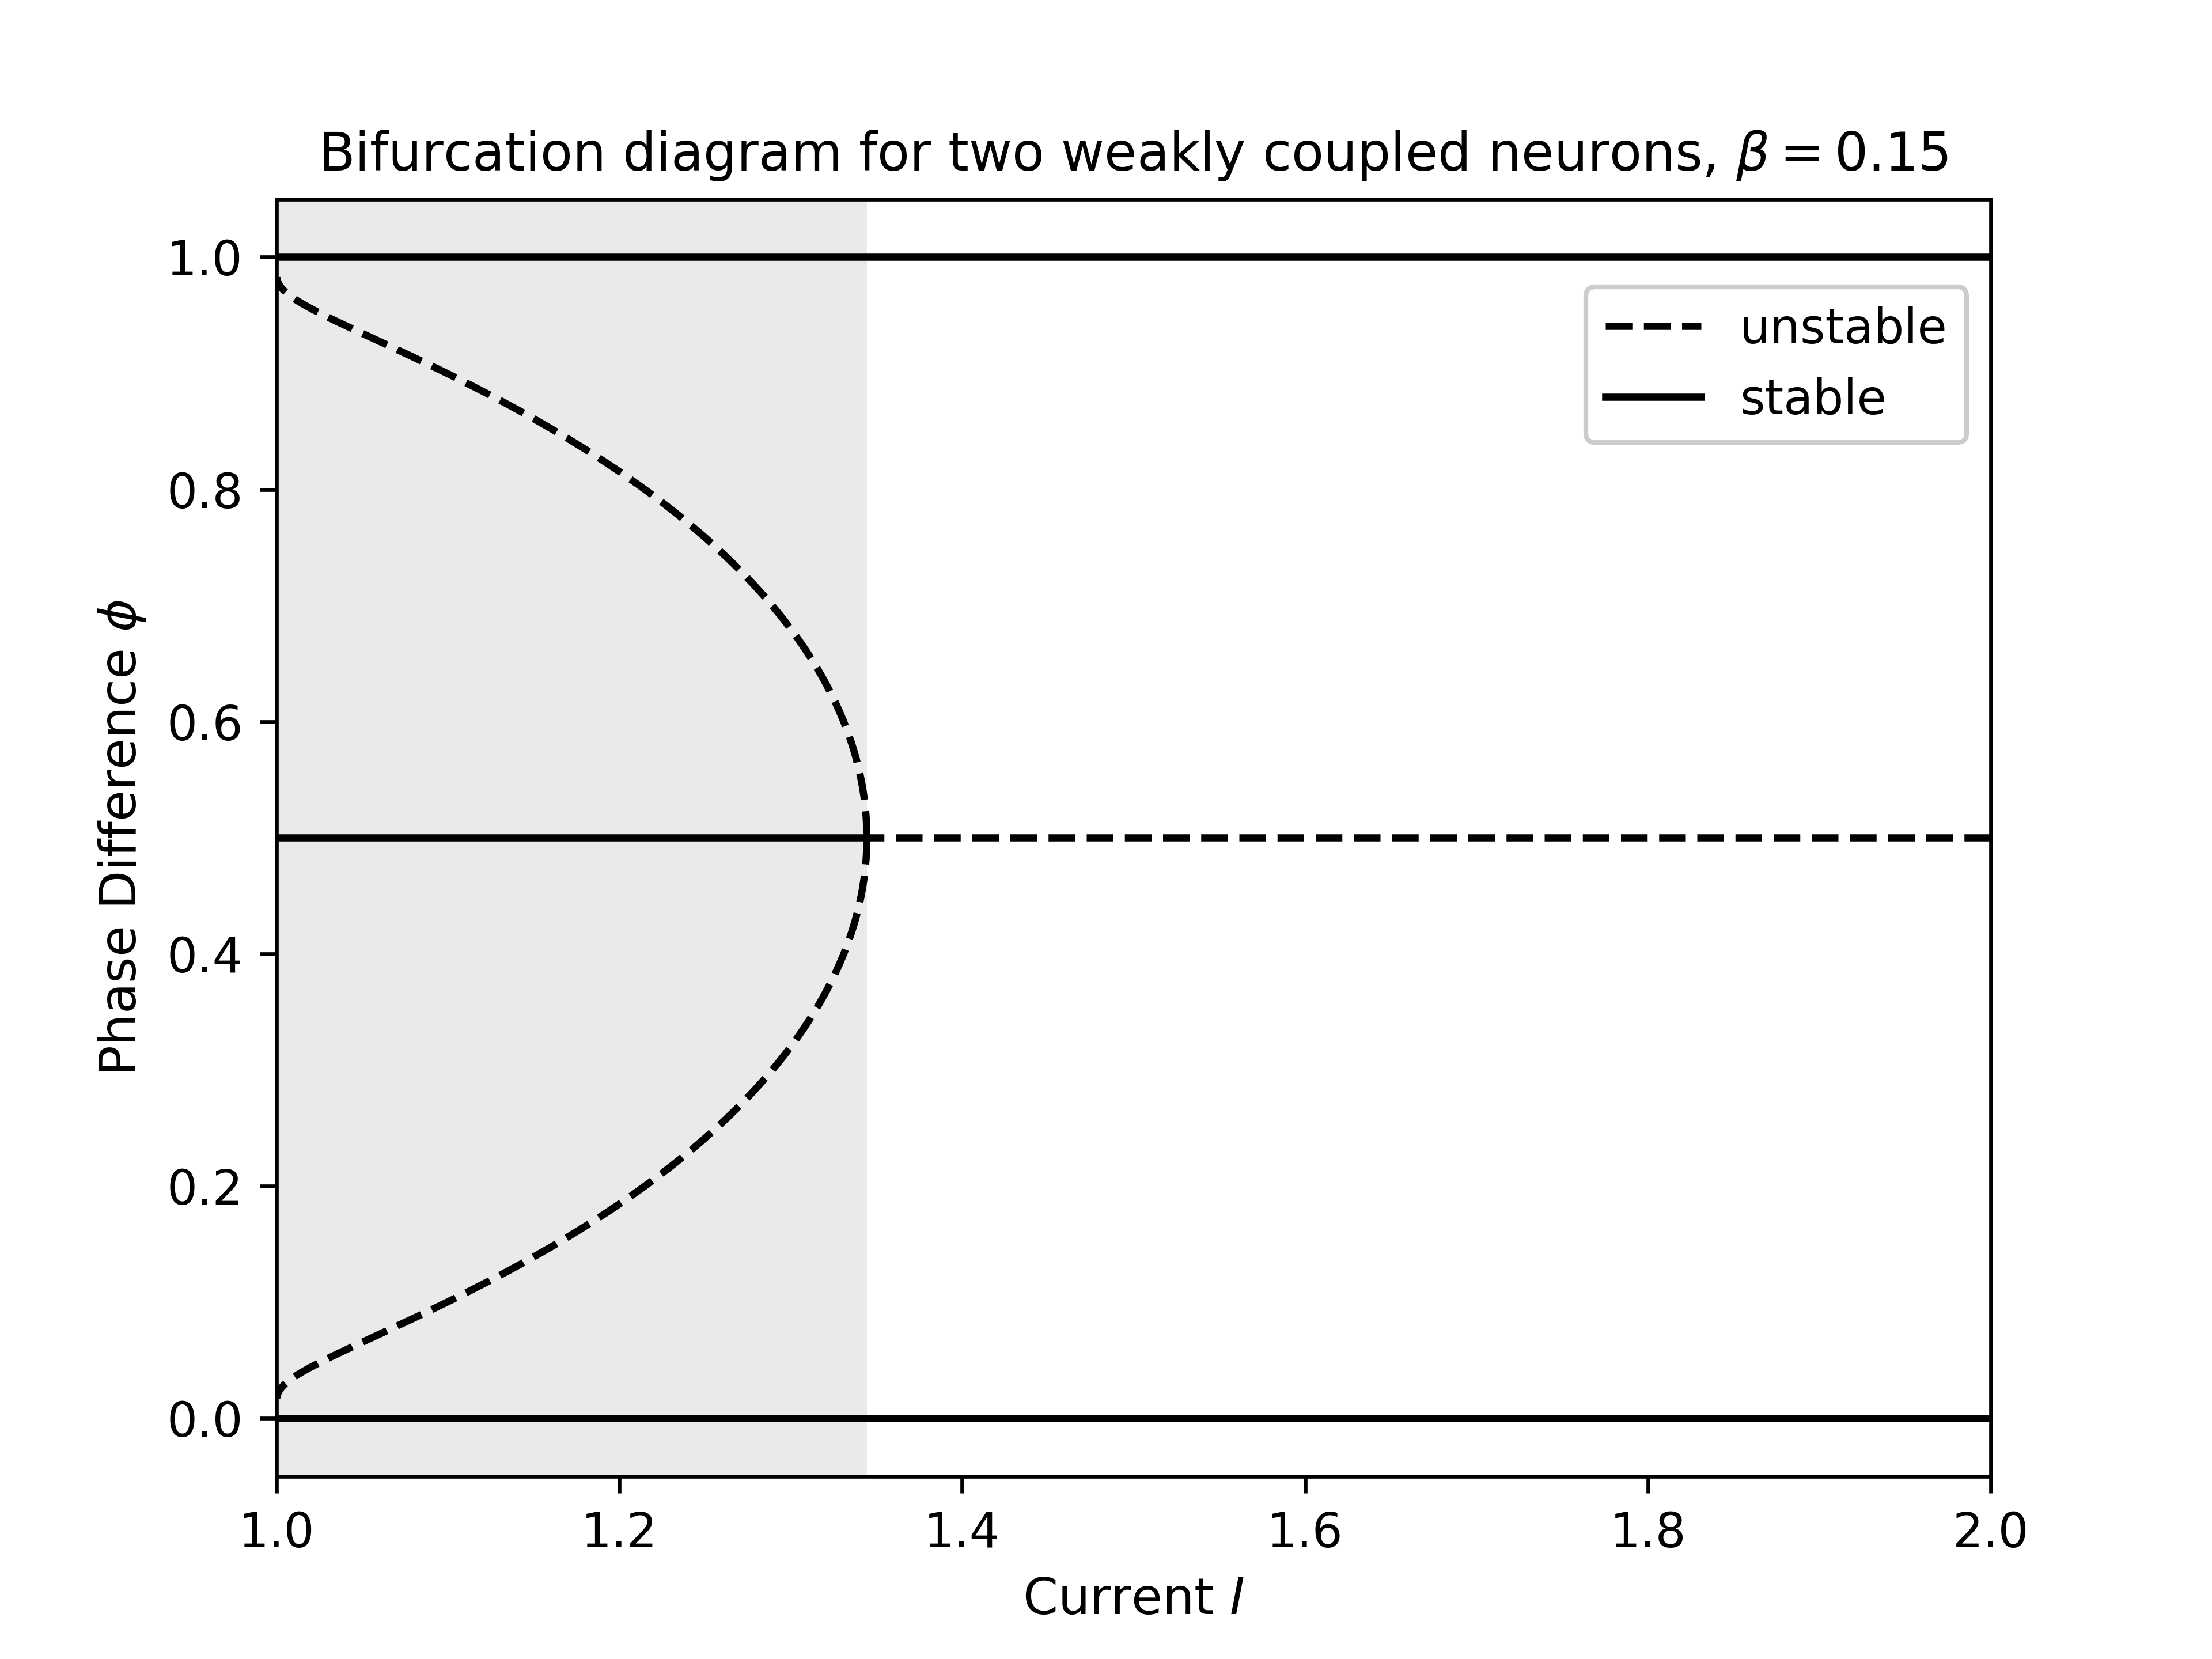 Bifurcation diagram for two weakly coupled neurons, β = 0.15
1.0
0.8
0.6
0.4
0.2
0.0
Phase Difference ϕ
unstable
stable
1.0 1.2 1.4 1.6 1.8 2.0
Current I